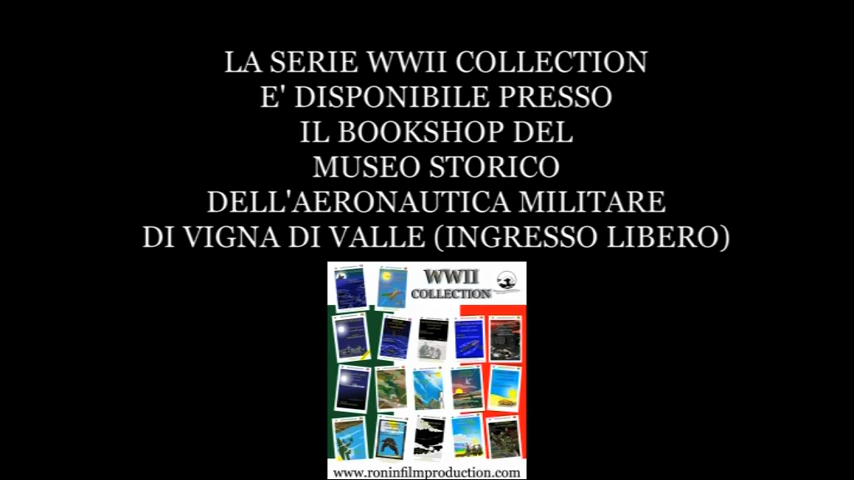 LA SERIE WWII COLLECTION
E' DISPONIBILE PRESSO
IL BOOKSHOP DEL
MUSEO STORICO
DELL'AERONAUTICA MILITARE
DI VIGNA DI VALLE (INGRESSO LIBERO)
WWII
COLLECTION
www.roninfilmproduction.com